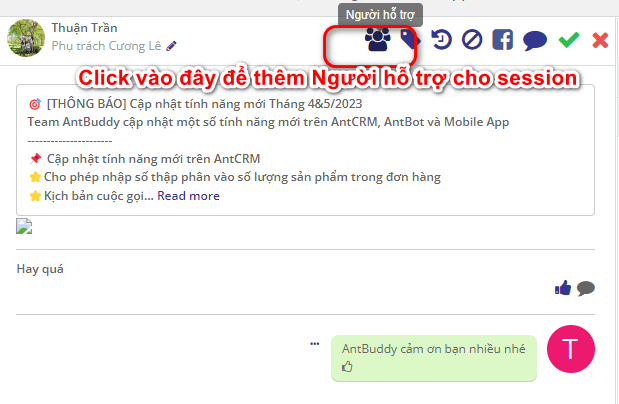 Người hỗ trợ
Thuận Trần
Phụ trách Cương Lê
Click vào đây để thêm Người hỗ trợ cho session
[THÔNG BÁO] Cập nhật tính năng mới Tháng 4&5/2023
Team AntBuddy cập nhật một số tính năng mới trên AntCRM, AntBot và Mobile App
----------------------
Cập nhật tính năng mới trên AntCRM
Cho phép nhập số thập phân vào số lượng sản phẩm trong đơn hàng
Kịch bản cuộc gọi... Read more
Hay quá
AntBuddy cảm ơn bạn nhiều nhé
T